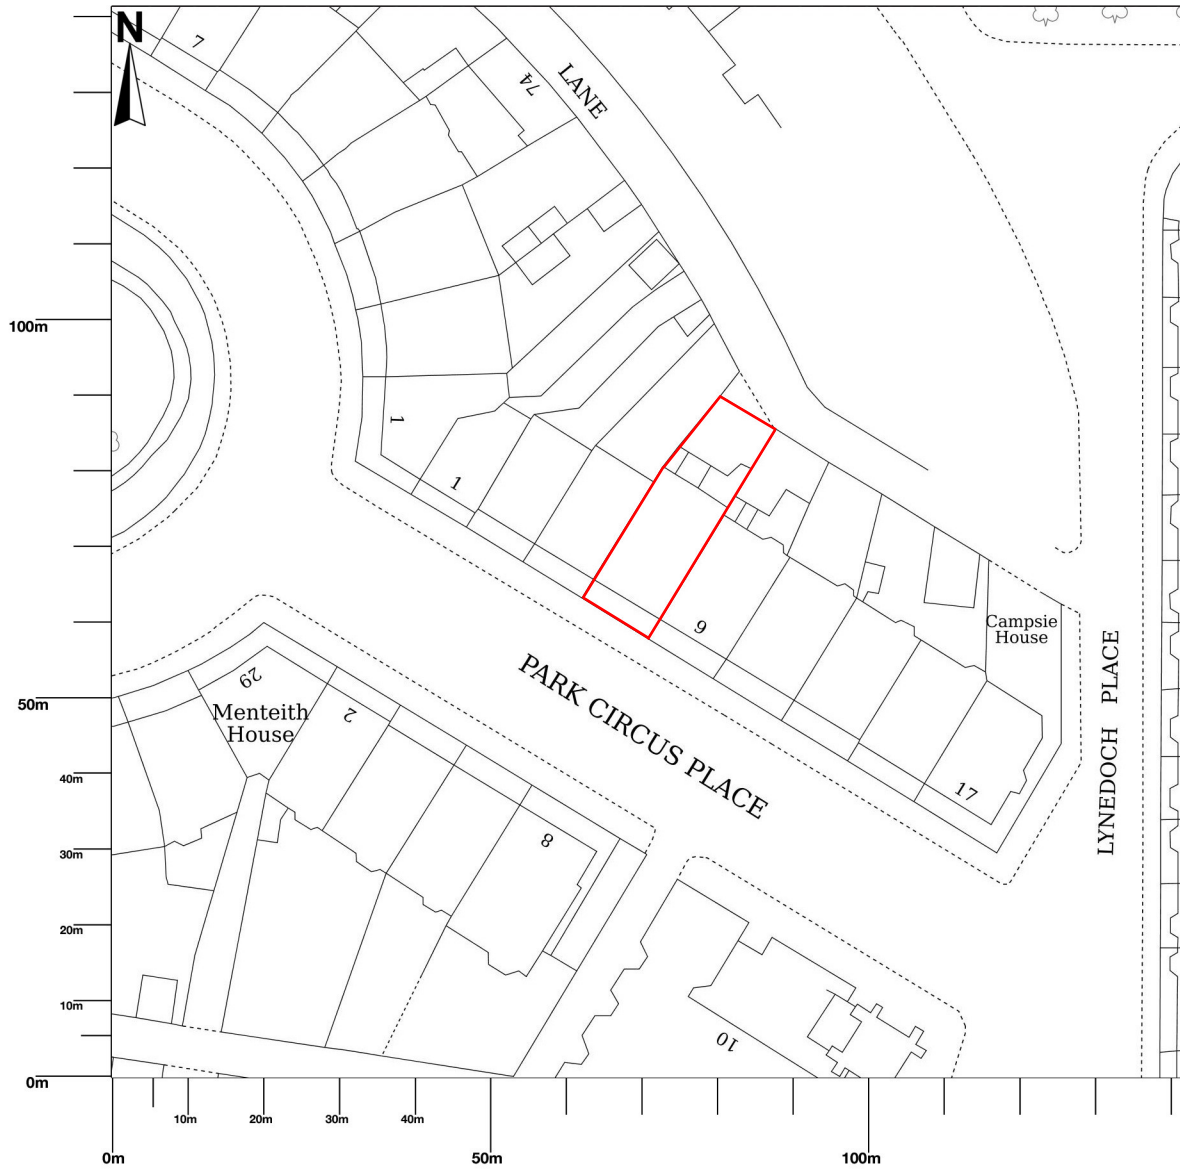 N
7
74
LANE
100m
1
1
9
Campsie
House
PARK CIRCUS PLACE
LYNEDOCH PLACE
50m
29
Menteith
House
2
17
40m
8
30m
20m
10m
10
0m
10m
20m
30m
40m
0m
50m
100m